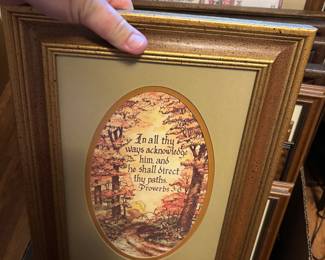 In all thy
ways acknowledge
him, and
he shall direct
thy paths.
Proverbs 3:6